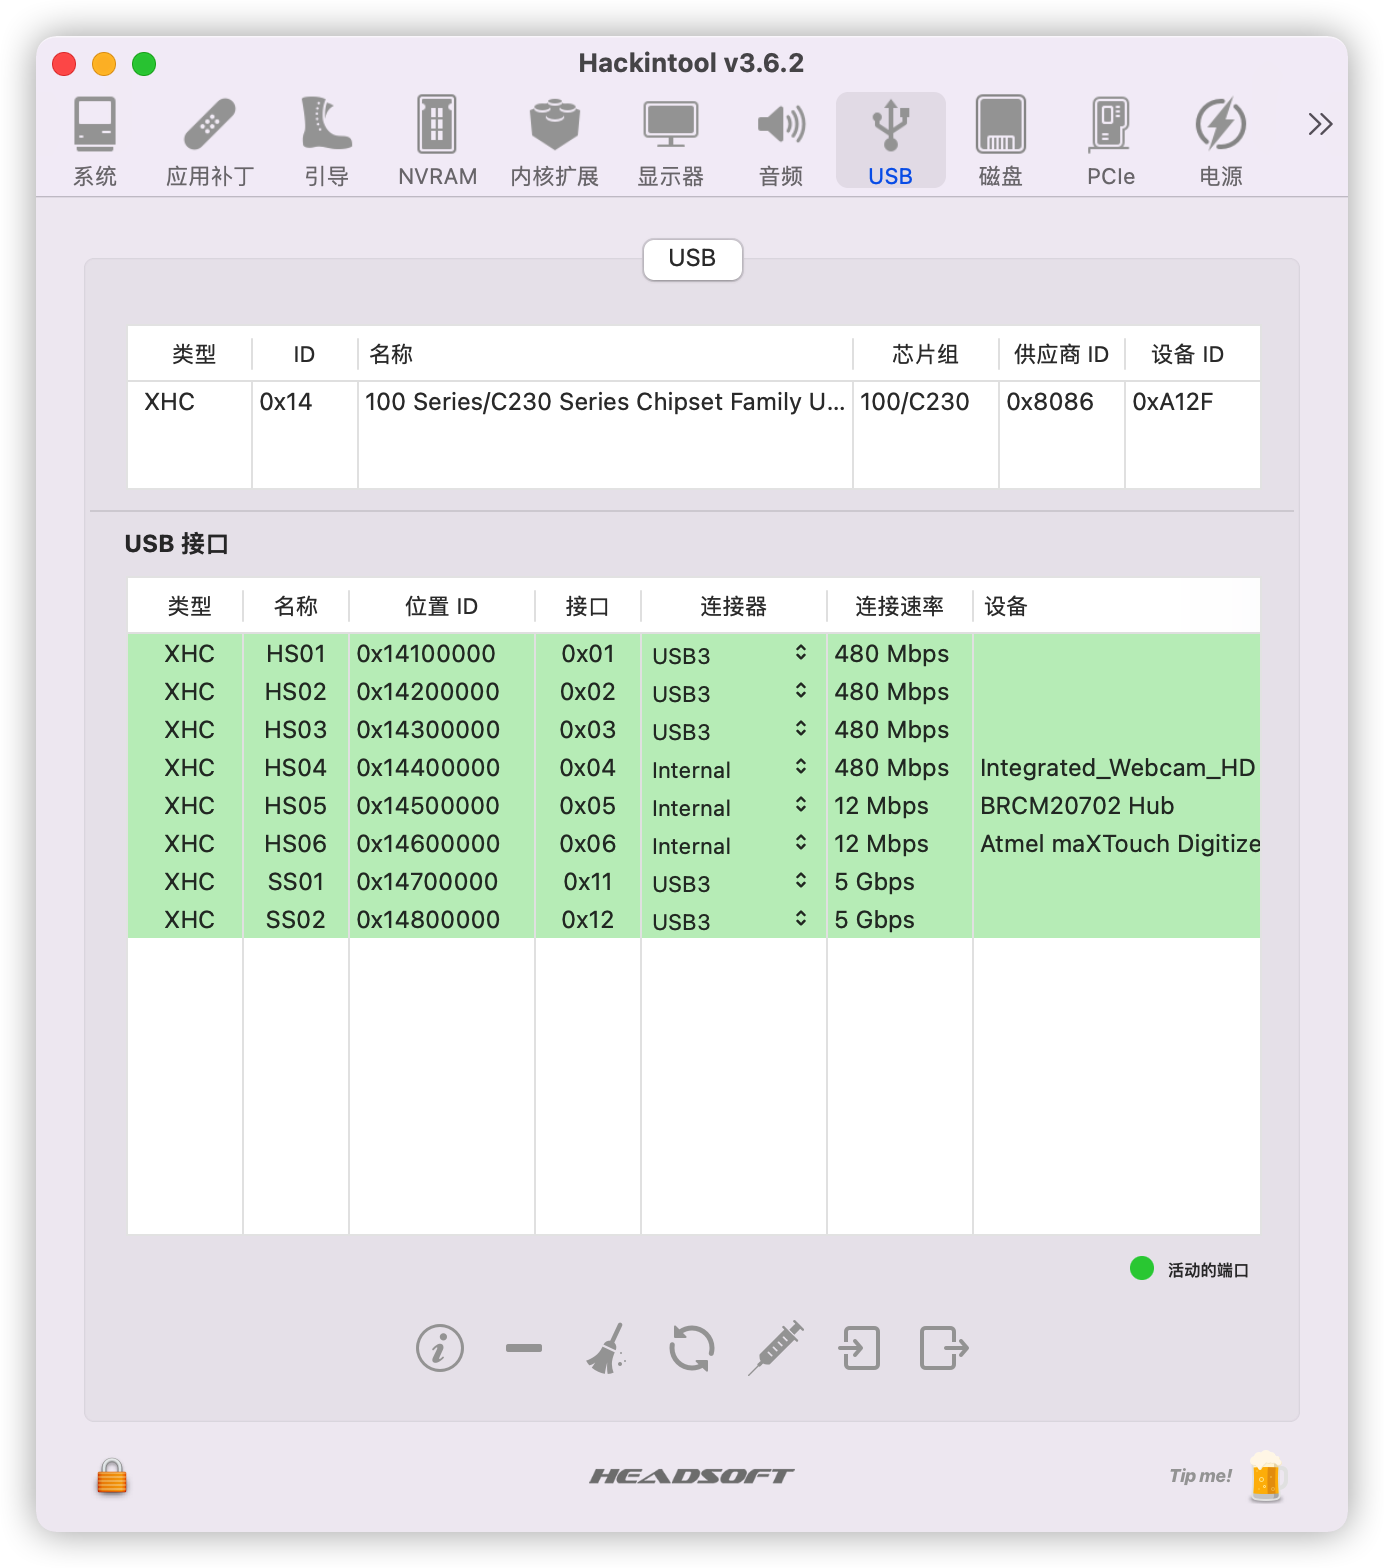 Hackintool v3.6.2
系统 应用补丁 引导 NVRAM 内核扩展 显示器 音频 USB 磁盘 PCIe 电源
USB
类型 ID 名称 芯片组 供应商 ID 设备 ID
XHC 0x14 100 Series/C230 Series Chipset Family U... 100/C230 0x8086 0xA12F
USB 接口
类型 名称 位置 ID 接口 连接器 连接速率 设备
XHC HS01 0x14100000 0x01 USB3 480 Mbps
XHC HS02 0x14200000 0x02 USB3 480 Mbps
XHC HS03 0x14300000 0x03 USB3 480 Mbps
XHC HS04 0x14400000 0x04 Internal 480 Mbps Integrated_Webcam_HD
XHC HS05 0x14500000 0x05 Internal 12 Mbps BRCM20702 Hub
XHC HS06 0x14600000 0x06 Internal 12 Mbps Atmel maXTouch Digitize
XHC SS01 0x14700000 0x11 USB3 5 Gbps
XHC SS02 0x14800000 0x12 USB3 5 Gbps
活动的端口
HEADSOFT
Tip me!